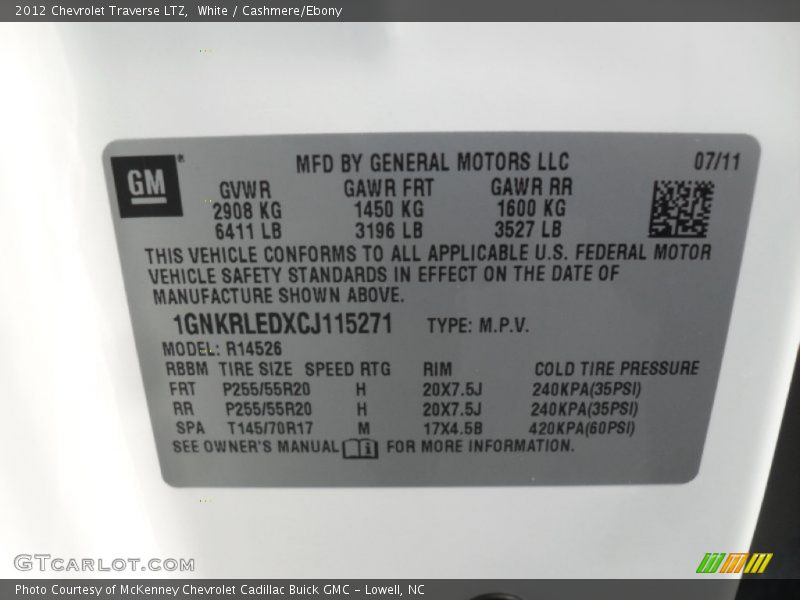 2012 Chevrolet Traverse LTZ,  White / Cashmere/Ebony
MFD BY GENERAL MOTORS LLC 07/11
GM
GVWR GAWR FRT GAWR RR
2908 KG 1450 KG 1600 KG
6411 LB 3196 LB 3527 LB
THIS VEHICLE CONFORMS TO ALL APPLICABLE U.S. FEDERAL MOTOR
VEHICLE SAFETY STANDARDS IN EFFECT ON THE DATE OF
MANUFACTURE SHOWN ABOVE.
1GNKRLEDXCJ115271 TYPE: M.P.V.
MODEL: R14526
RBBM TIRE SIZE SPEED RTG RIM COLD TIRE PRESSURE
FRT P255/55R20 H 20X7.5J 240KPA(35PSI)
RR P255/55R20 H 20X7.5J 240KPA(35PSI)
SPA T145/70R17 M 17X4.5B 420KPA(60PSI)
SEE OWNER'S MANUAL FOR MORE INFORMATION.
GTCARLOT.COM
Photo Courtesy of McKenney Chevrolet Cadillac Buick GMC - Lowell, NC